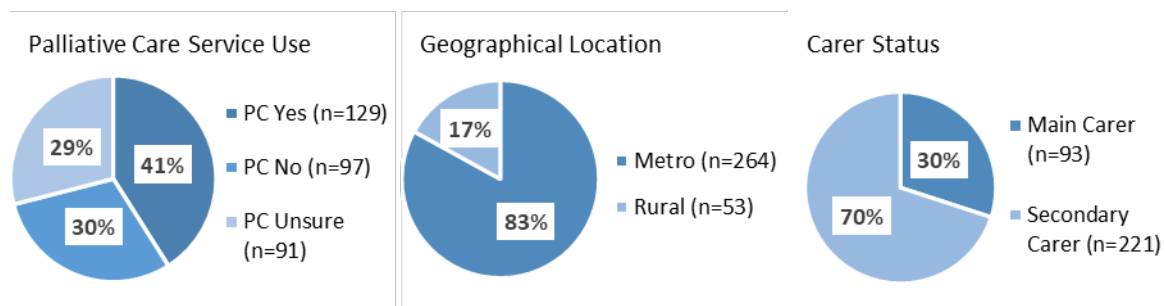 Palliative Care Service Use
41%
30%
29%
PC Yes (n=129)
PC No (n=97)
PC Unsure
(n=91)
Geographical Location
17%
83%
Metro (n=264)
Rural (n=53)
Carer Status
30%
70%
Main Carer
(n=93)
Secondary
Carer (n=221)